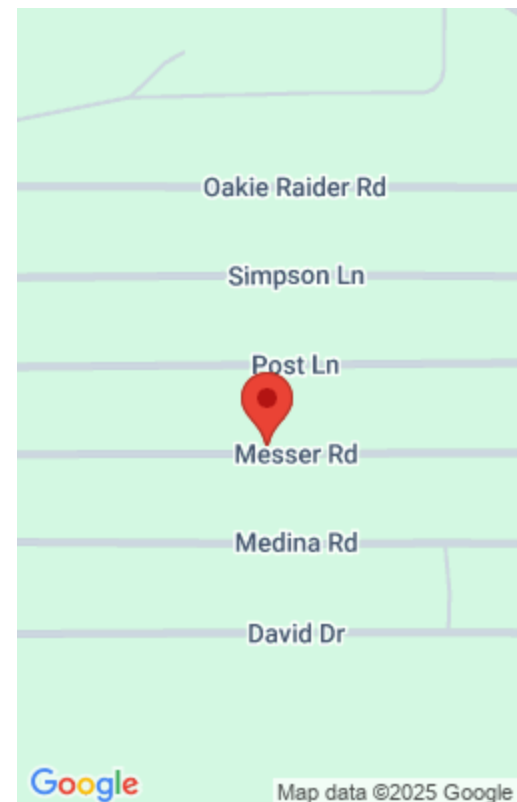 Oakie Raider Rd
Simpson Ln
Post Ln
Messer Rd
Medina Rd
David Dr
Google
Map data ©2025 Google